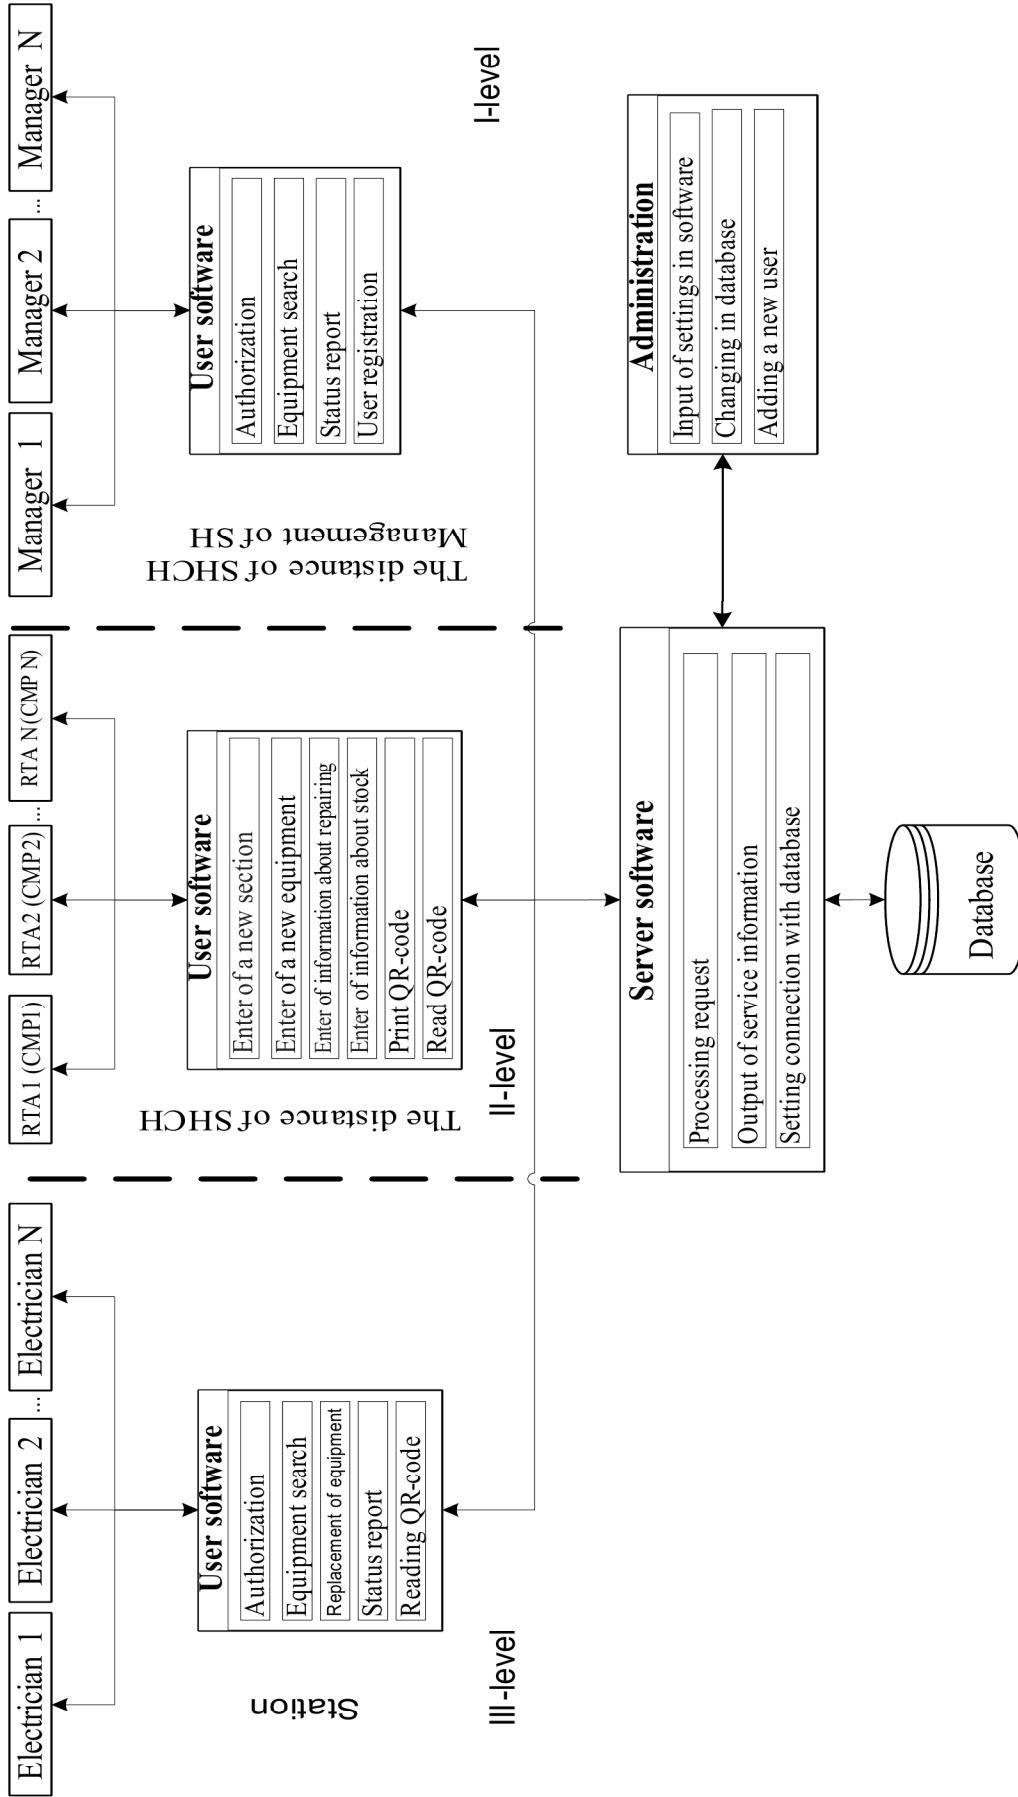 Electrician 1
Electrician 2
...
Electrician N
RTA1 (CMP1)
RTA2 (CMP2)
...
RTA N(CMP N)
Manager 1
Manager 2
...
Manager N
Station
User software
Authorization
Equipment search
Replacement of equipment
Status report
Reading QR-code
III-level
The distance of SHCH
User software
Enter of a new section
Enter of a new equipment
Enter of information about repairing
Enter of information about stock
Print QR-code
Read QR-code
II-level
The distance of SHCH
Management of SH
User software
Authorization
Equipment search
Status report
User registration
I-level
Server software
Processing request
Output of service information
Setting connection with database
Administration
Input of settings in software
Changing in database
Adding a new user
Database